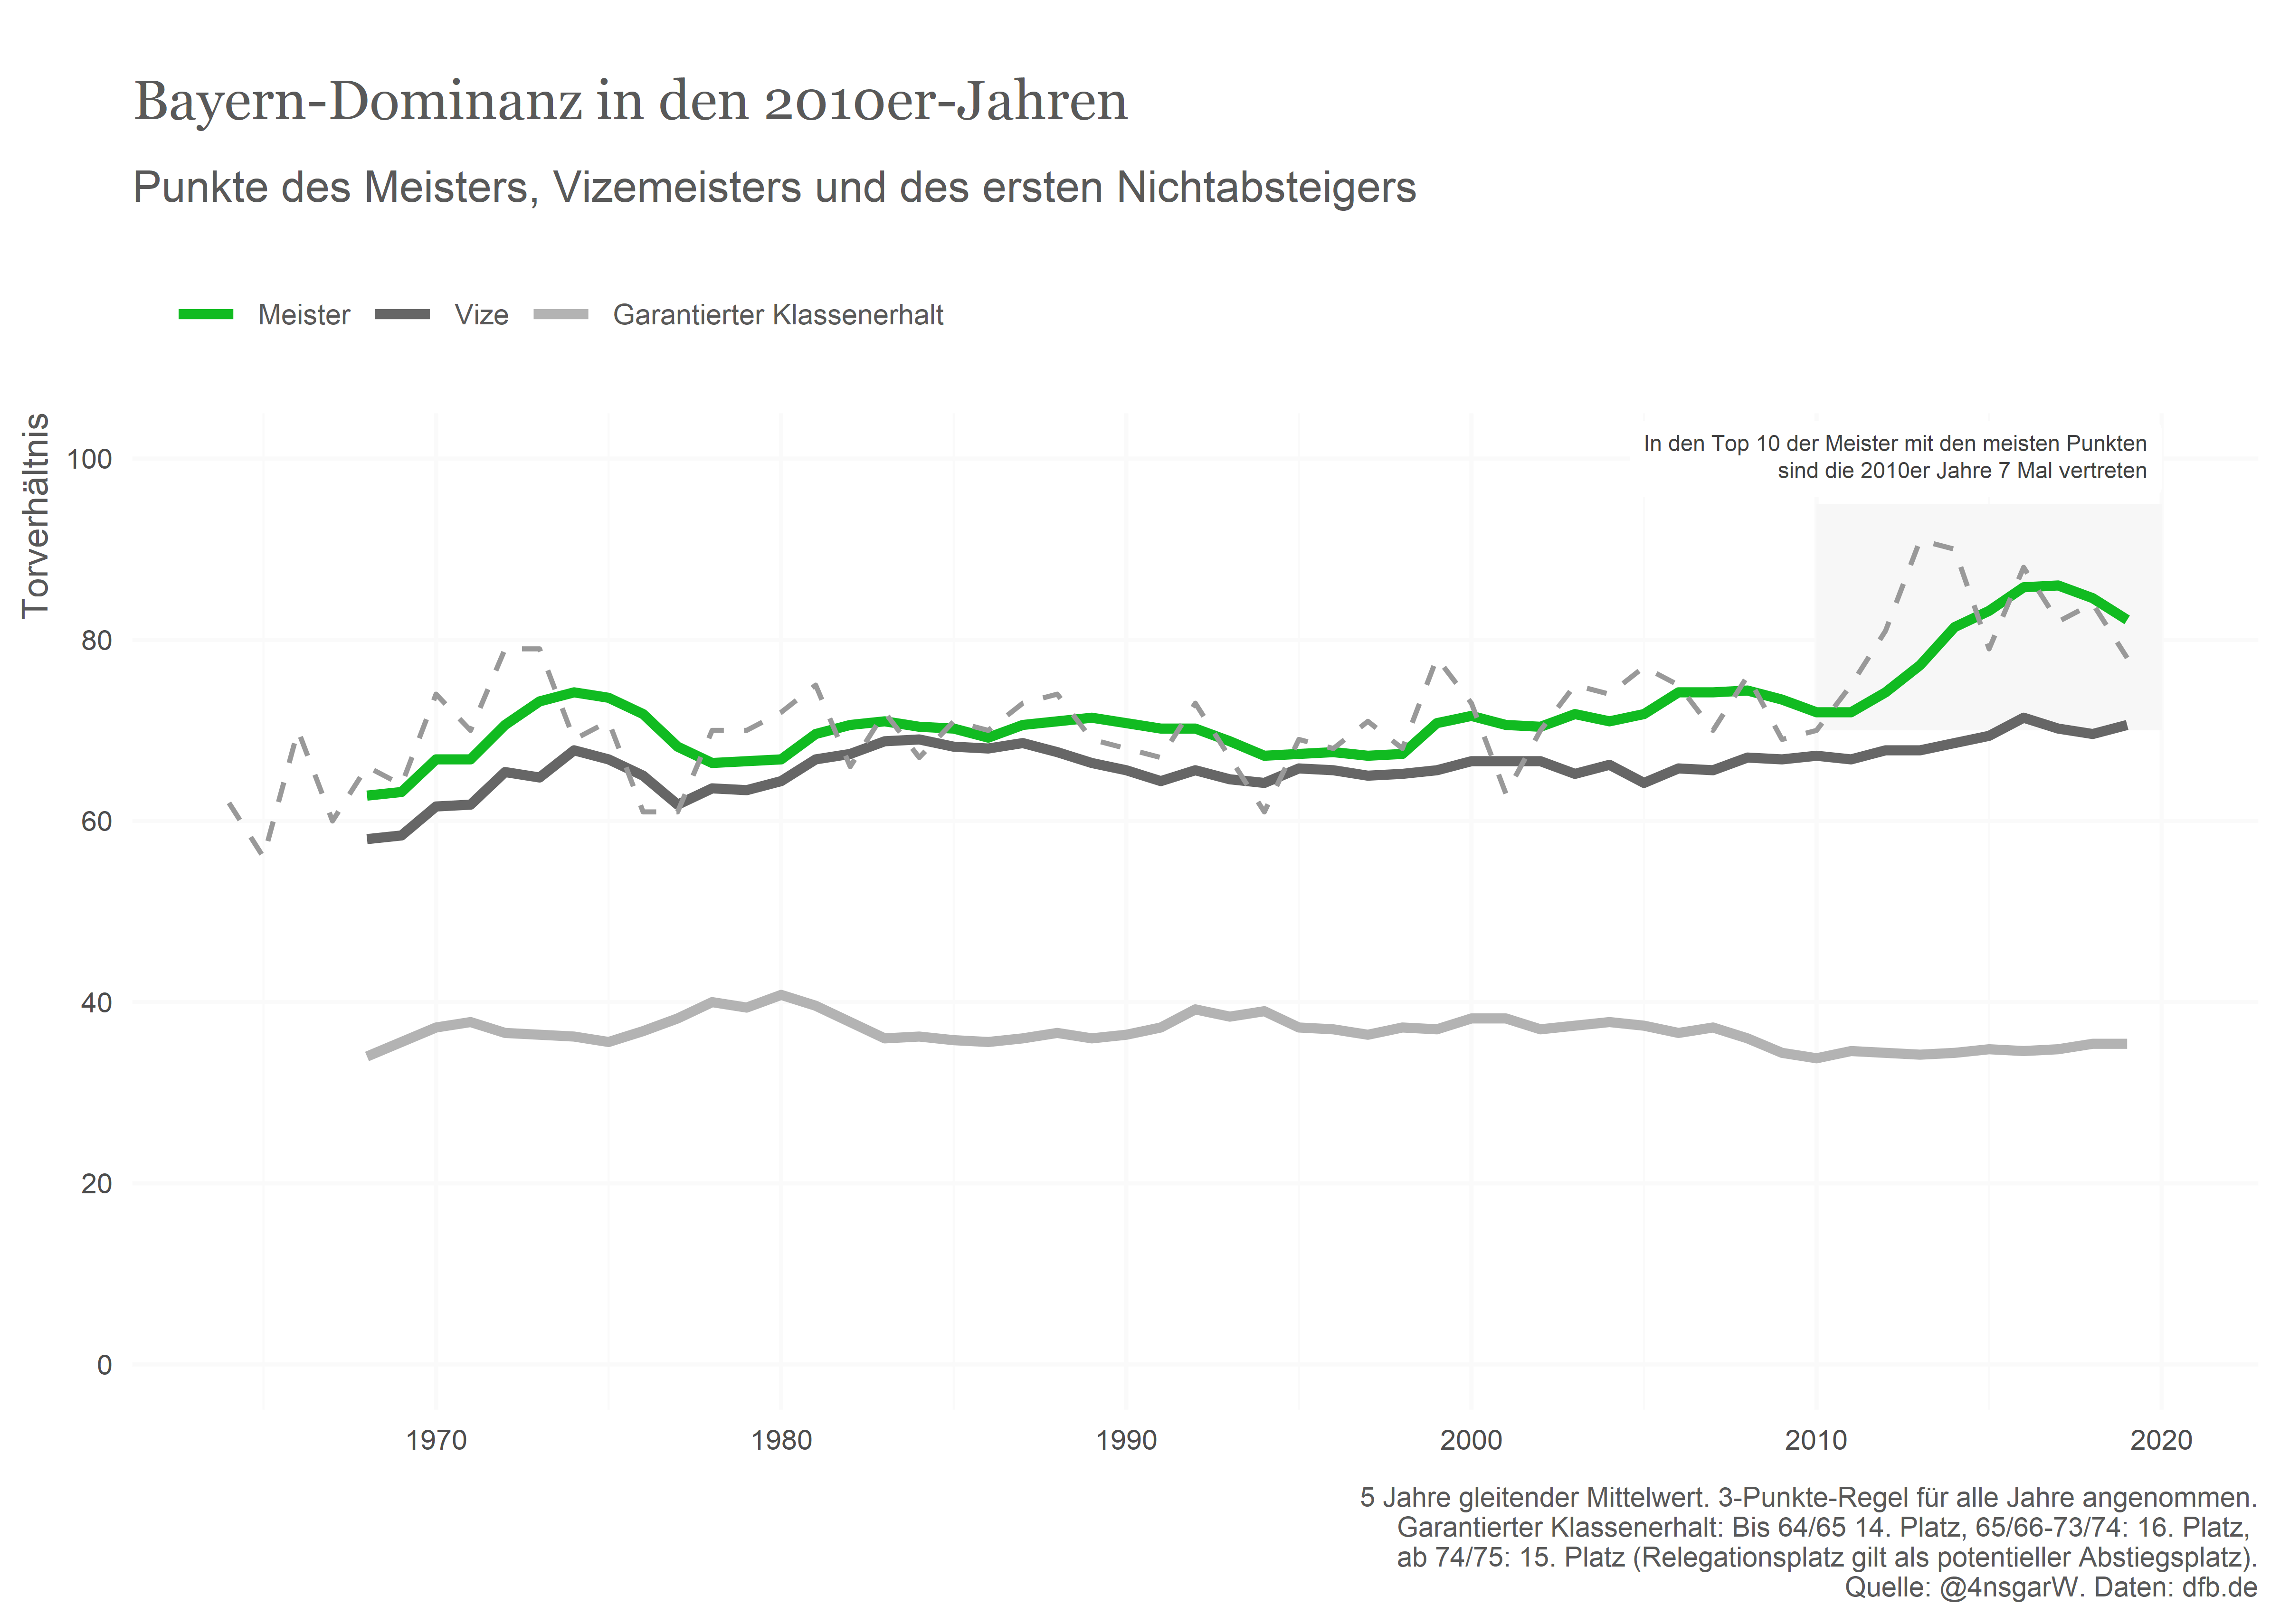 Bayern-Dominanz in den 2010er-Jahren
Punkte des Meisters, Vizemeisters und des ersten Nichtabsteigers
Meister Vize Garantierter Klassenerhalt
Torverhältnis
100
80
60
40
20
0
In den Top 10 der Meister mit den meisten Punkten
sind die 2010er Jahre 7 Mal vertreten
1970 1980 1990 2000 2010 2020
5 Jahre gleitender Mittelwert. 3-Punkte-Regel für alle Jahre angenommen.
Garantierter Klassenerhalt: Bis 64/65 14. Platz, 65/66-73/74: 16. Platz,
ab 74/75: 15. Platz (Relegationsplatz gilt als potentieller Abstiegsplatz).
Quelle: @4nsgarW. Daten: dfb.de